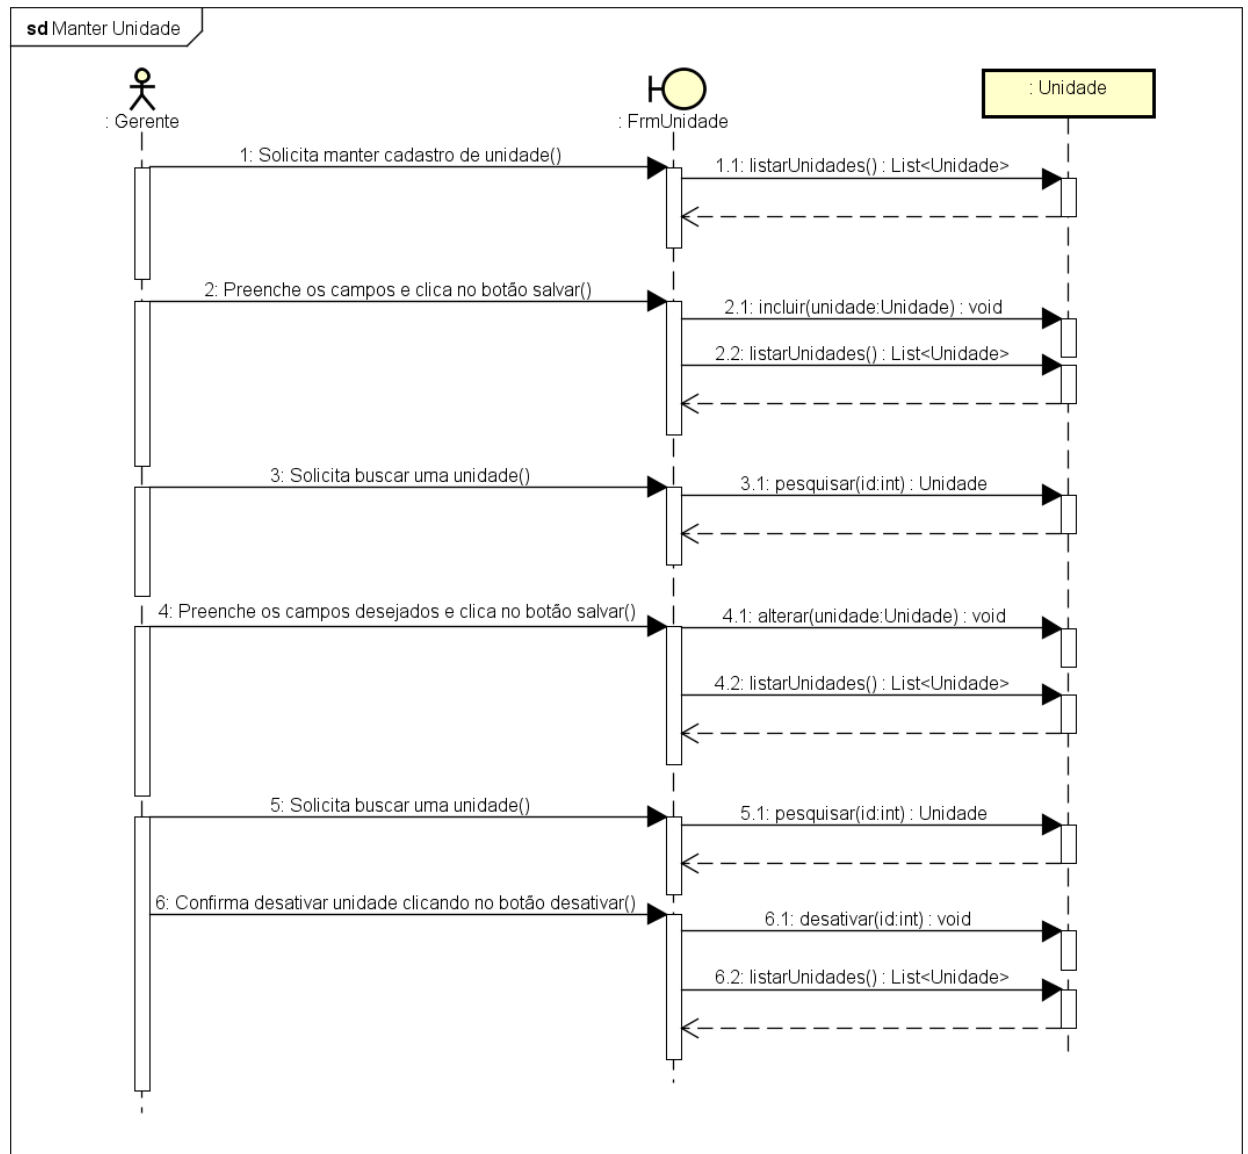 sd Manter Unidade
: Gerente
: FrmUnidade
: Unidade
1: Solicita manter cadastro de unidade()
1.1: listarUnidades() : List<Unidade>
2: Preenche os campos e clica no botão salvar()
2.1: incluir(unidade:Unidade) : void
2.2: listarUnidades() : List<Unidade>
3: Solicita buscar uma unidade()
3.1: pesquisar(id:int) : Unidade
4: Preenche os campos desejados e clica no botão salvar()
4.1: alterar(unidade:Unidade) : void
4.2: listarUnidades() : List<Unidade>
5: Solicita buscar uma unidade()
5.1: pesquisar(id:int) : Unidade
6: Confirma desativar unidade clicando no botão desativar()
6.1: desativar(id:int) : void
6.2: listarUnidades() : List<Unidade>